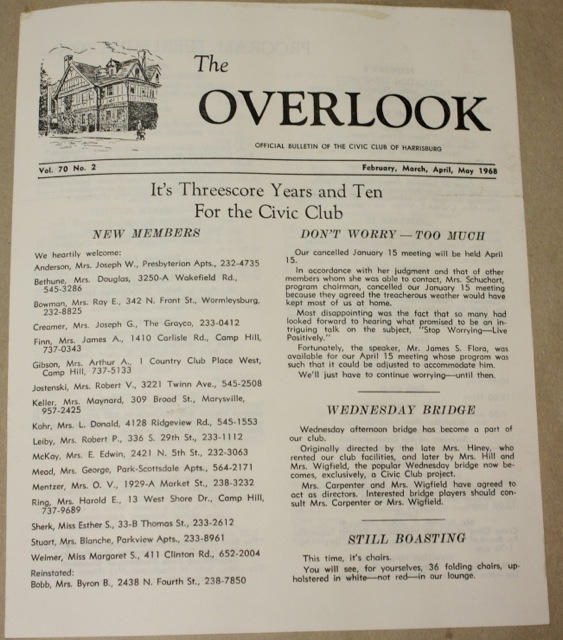 The
OVERLOOK
OFFICIAL BULLETIN OF THE CIVIC CLUB OF HARRISBURG
Vol. 70 No. 2
February, March, April, May 1968
It's Threescore Years and Ten
For the Civic Club
NEW MEMBERS
We heartily welcome:
Anderson, Mrs. Joseph W., Presbyterian Apts., 232-4735
Bethune, Mrs. Douglas, 3250-A Wakefield Rd.,
545-3286
Bowman, Mrs. Ray E., 342 N. Front St., Wormleysburg,
232-8825
Creamer, Mrs. Joseph G., The Grayco, 233-0412
Finn, Mrs. James A., 1410 Carlisle Rd., Camp Hill,
737-0343
Gibson, Mrs. Arthur A., 1 Country Club Place West,
Camp Hill, 737-5133
Jostenski, Mrs. Robert V., 3221 Twinn Ave., 545-2508
Keller, Mrs. Maynard, 309 Broad St., Marysville,
957-2425
Kohr, Mrs. L. Donald, 4128 Ridgeview Rd., 545-1553
Leiby, Mrs. Robert P., 336 S. 29th St., 233-1112
McKay, Mrs. E. Edwin, 2421 N. 5th St., 232-3063
Mead, Mrs. George, Park-Scottsdale Apts., 564-2171
Mentzer, Mrs. O. V., 1929-A Market St., 238-3232
Ring, Mrs. Harold E., 13 West Shore Dr., Camp Hill,
737-9689
Sherk, Miss Esther S., 33-B Thomas St., 233-2612
Stuart, Mrs. Blanche, Parkview Apts., 233-8961
Weimer, Miss Margaret S., 411 Clinton Rd., 652-2004
Reinstated:
Bobb, Mrs. Byron B., 2438 N. Fourth St., 238-7850
DON'T WORRY — TOO MUCH
Our cancelled January 15 meeting will be held April
15.
In accordance with her judgment and that of other
members whom she was able to contact, Mrs. Schuchart,
program chairman, cancelled our January 15 meeting
because they agreed the treacherous weather would have
kept most of us at home.
Most disappointing was the fact that so many had
looked forward to hearing what promised to be an in-
triguing talk on the subject, "Stop Worrying—Live
Positively."
Fortunately, the speaker, Mr. James S. Flora, was
available for our April 15 meeting whose program was
such that it could be adjusted to accommodate him.
We'll just have to continue worrying—until then.
WEDNESDAY BRIDGE
Wednesday afternoon bridge has become a part of
our club.
Originally directed by the late Mrs. Hiney, who
rented our club facilities, and later by Mrs. Hill and
Mrs. Wigfield, the popular Wednesday bridge now be-
comes, exclusively, a Civic Club project.
Mrs. Carpenter and Mrs. Wigfield have agreed to
act as directors. Interested bridge players should con-
sult Mrs. Carpenter or Mrs. Wigfield.
STILL BOASTING
This time, it's chairs.
You will see, for yourselves, 36 folding chairs, up-
holstered in white—not red—in our lounge.